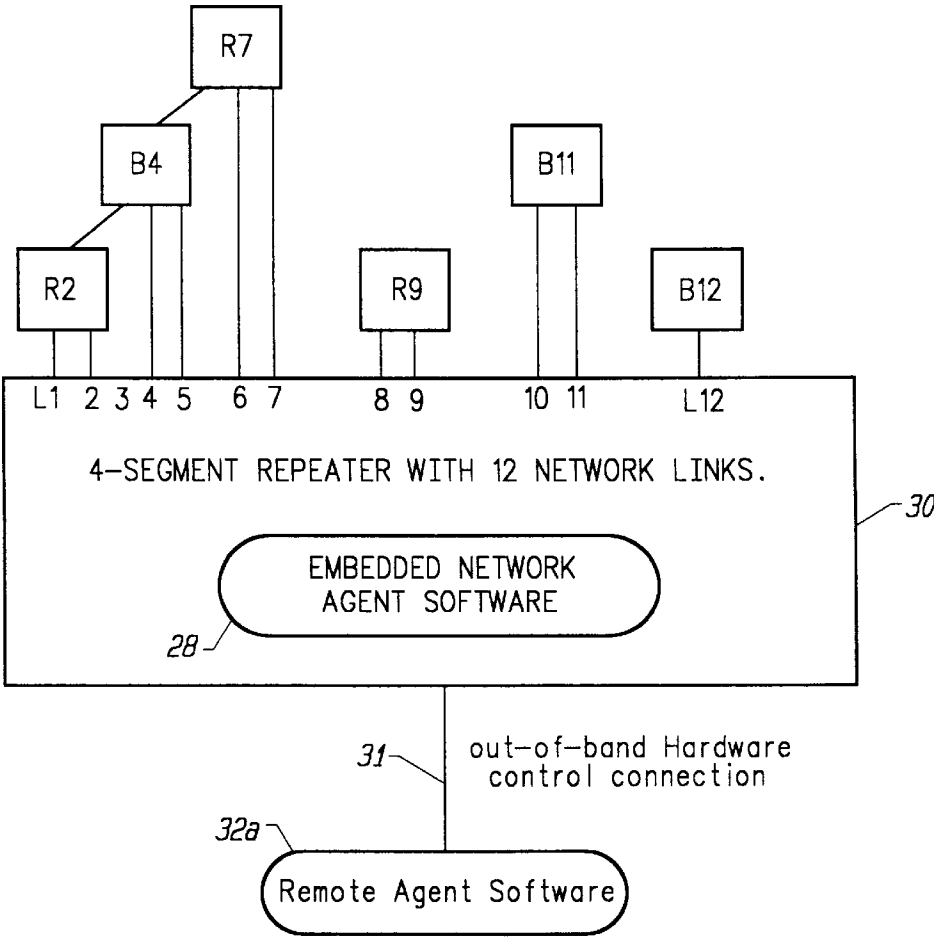 R7
B4
B11
R2
R9
B12
L1 2 3 4 5 6 7 8 9 10 11 L12
4-SEGMENT REPEATER WITH 12 NETWORK LINKS.
30
EMBEDDED NETWORK
AGENT SOFTWARE
28
31
out-of-band Hardware
control connection
32a
Remote Agent Software